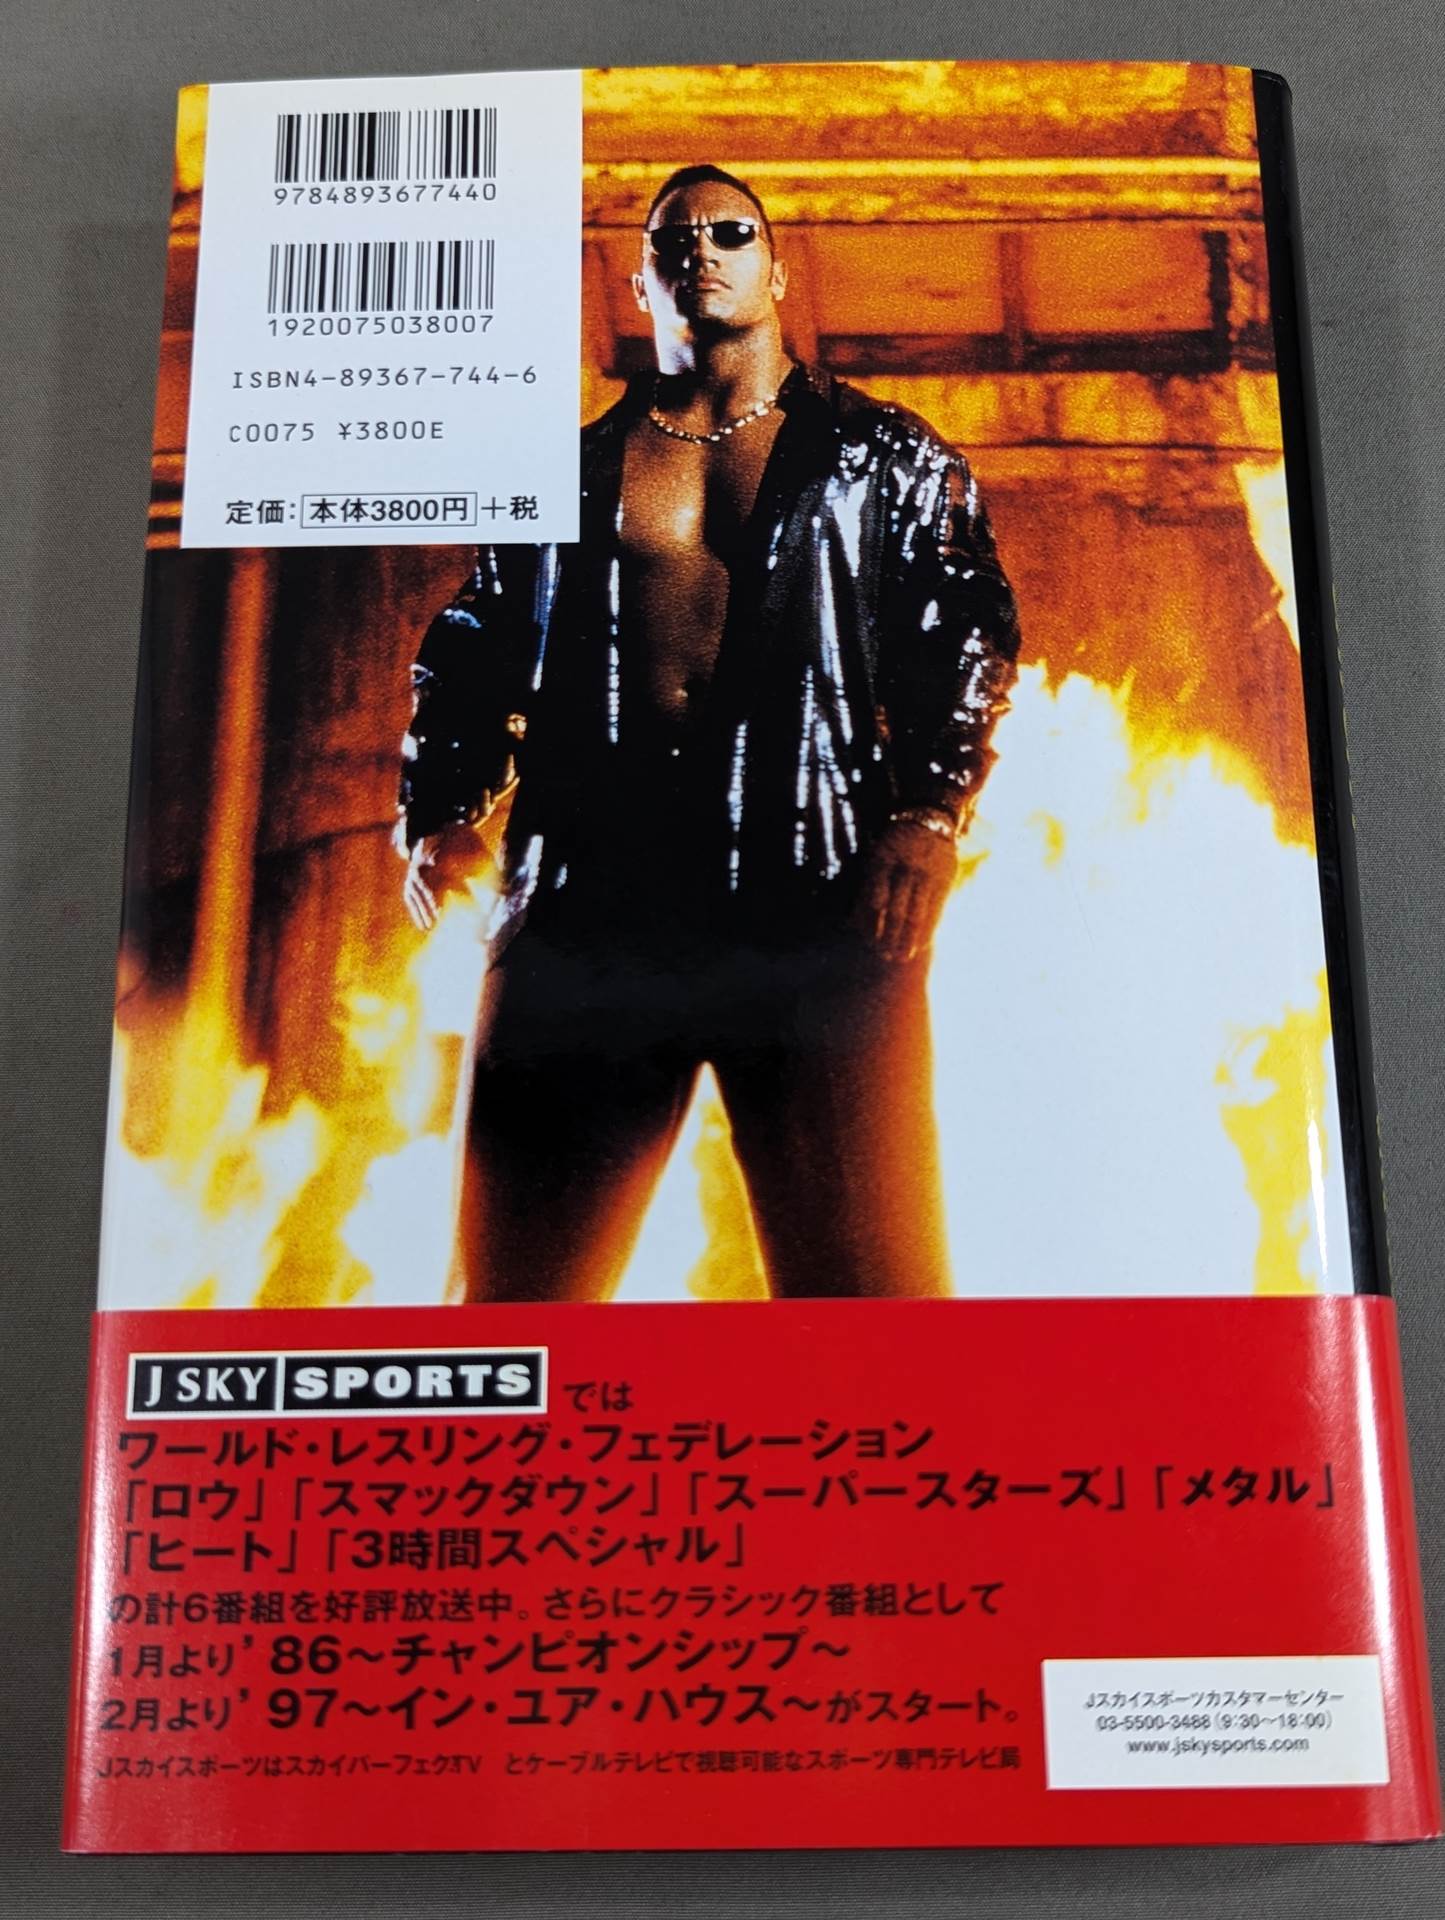 9784893677440
1920075038007
ISBN4-89367-744-6
C0075 ¥3800E
定価:本体3800円+税
J SKY SPORTS では
ワールド・レスリング・フェデレーション
「ロウ」「スマックダウン」「スーパースターズ」「メタル」
「ヒート」「3時間スペシャル」
の計6番組を好評放送中。さらにクラシック番組として
1月より'86〜チャンピオンシップ〜
2月より'97〜イン・ユア・ハウス〜がスタート。
JスカイスポーツはスカイパーフェクTV とケーブルテレビで視聴可能なスポーツ専門テレビ局
Jスカイスポーツカスタマーセンター
03-5500-3488(9:30〜18:00)
www.jskysports.com